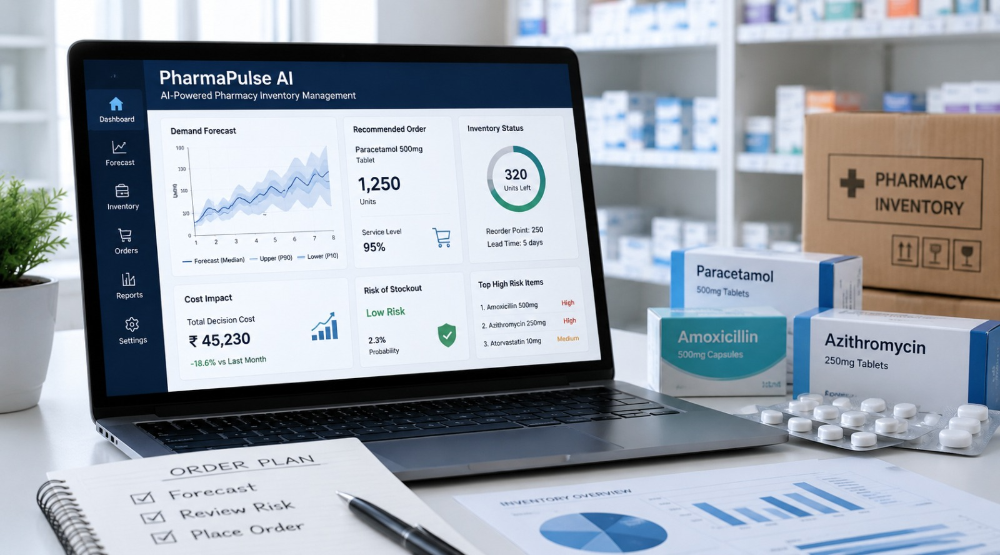 PharmaPulse AI
AI-Powered Pharmacy Inventory Management
Dashboard
Forecast
Inventory
Orders
Reports
Settings
Demand Forecast
0
1 2 3 4 5 6 7 8
Forecast (Median) Upper (P90) Lower (P10)
Recommended Order
Paracetamol 500mg
Tablet
1,250
Units
Service Level
95%
Inventory Status
320
Units Left
Reorder Point: 250
Lead Time: 5 days
Cost Impact
Total Decision Cost
₹ 45,230
-18.6% vs Last Month
Risk of Stockout
Low Risk
2.3%
Probability
Top High Risk Items
1. Amoxicillin 500mg High
2. Azithromycin 250mg High
3. Atorvastatin 10mg Medium
PHARMACY
INVENTORY
Paracetamol
500mg Tablets
Amoxicillin
500mg Capsules
Azithromycin
250mg Tablets
ORDER PLAN
Forecast
Review Risk
Place Order
INVENTORY OVERVIEW